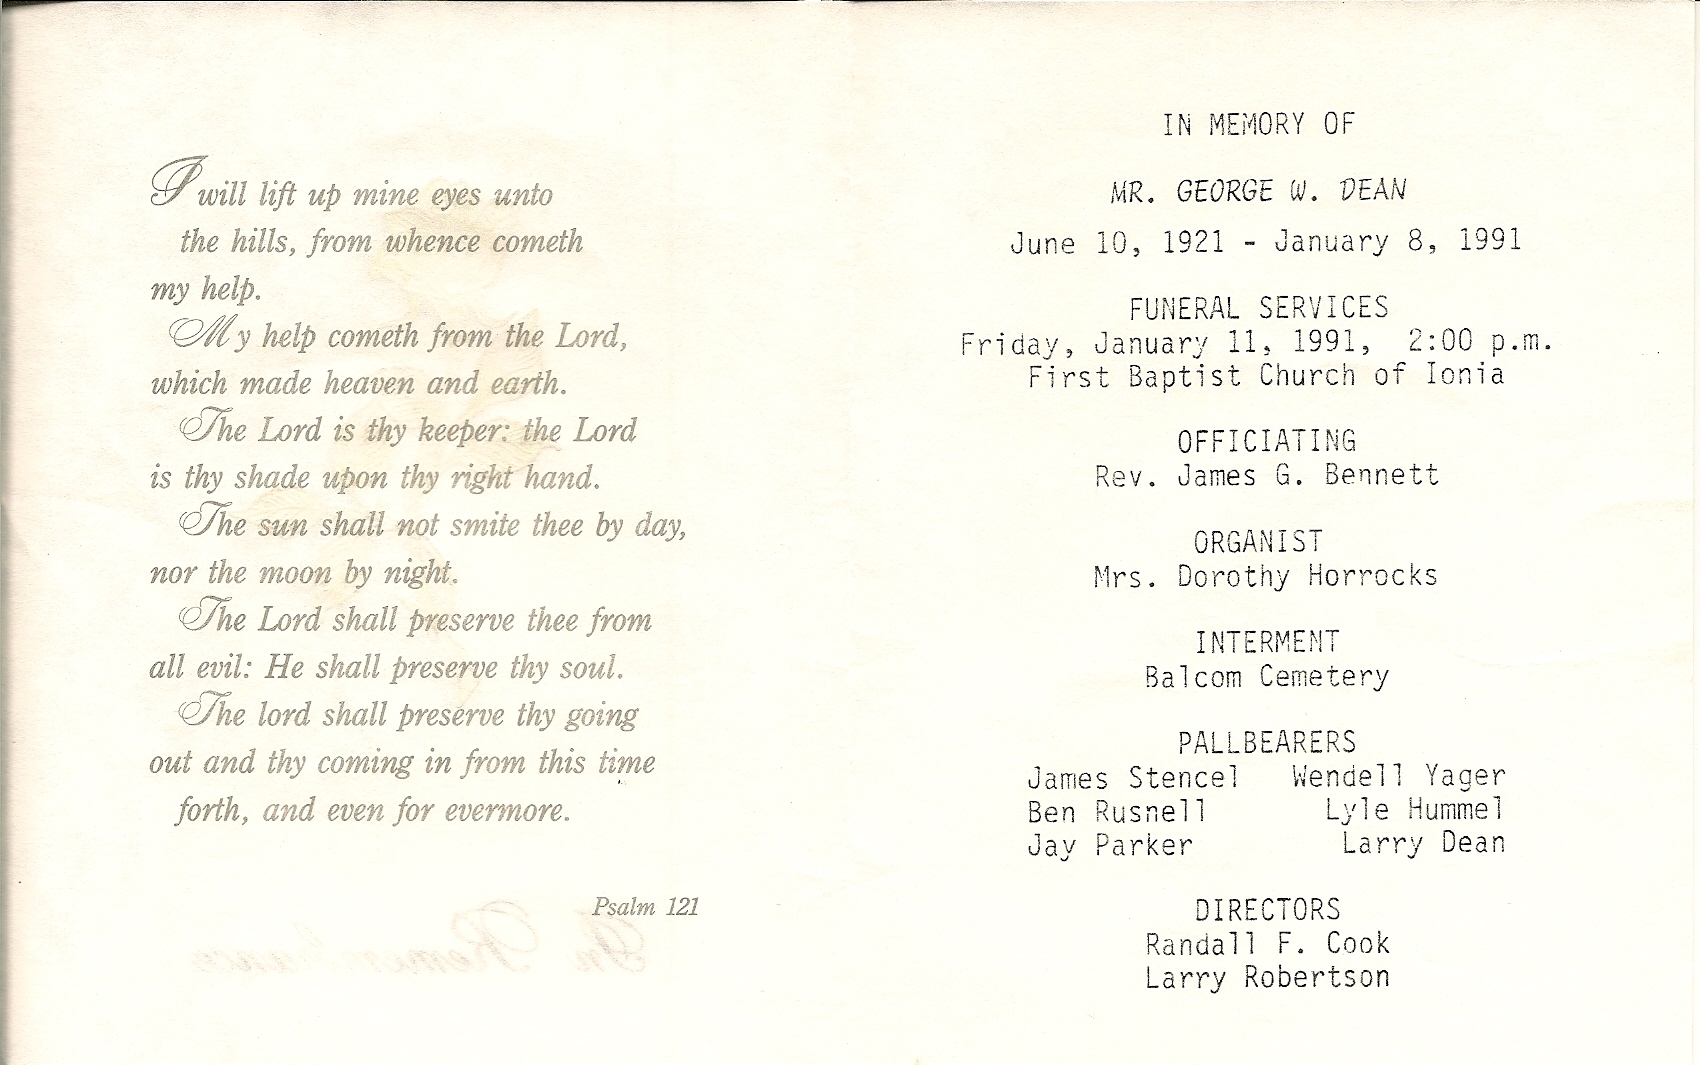 I will lift up mine eyes unto
the hills, from whence cometh
my help.
My help cometh from the Lord,
which made heaven and earth.
The Lord is thy keeper: the Lord
is thy shade upon thy right hand.
The sun shall not smite thee by day,
nor the moon by night.
The Lord shall preserve thee from
all evil: He shall preserve thy soul.
The lord shall preserve thy going
out and thy coming in from this time
forth, and even for evermore.
Psalm 121
IN MEMORY OF
MR. GEORGE W. DEAN
June 10, 1921 - January 8, 1991
FUNERAL SERVICES
Friday, January 11, 1991, 2:00 p.m.
First Baptist Church of Ionia
OFFICIATING
Rev. James G. Bennett
ORGANIST
Mrs. Dorothy Horrocks
INTERMENT
Balcom Cemetery
PALLBEARERS
James Stencel Wendell Yager
Ben Rusnell Lyle Hummel
Jay Parker Larry Dean
DIRECTORS
Randall F. Cook
Larry Robertson